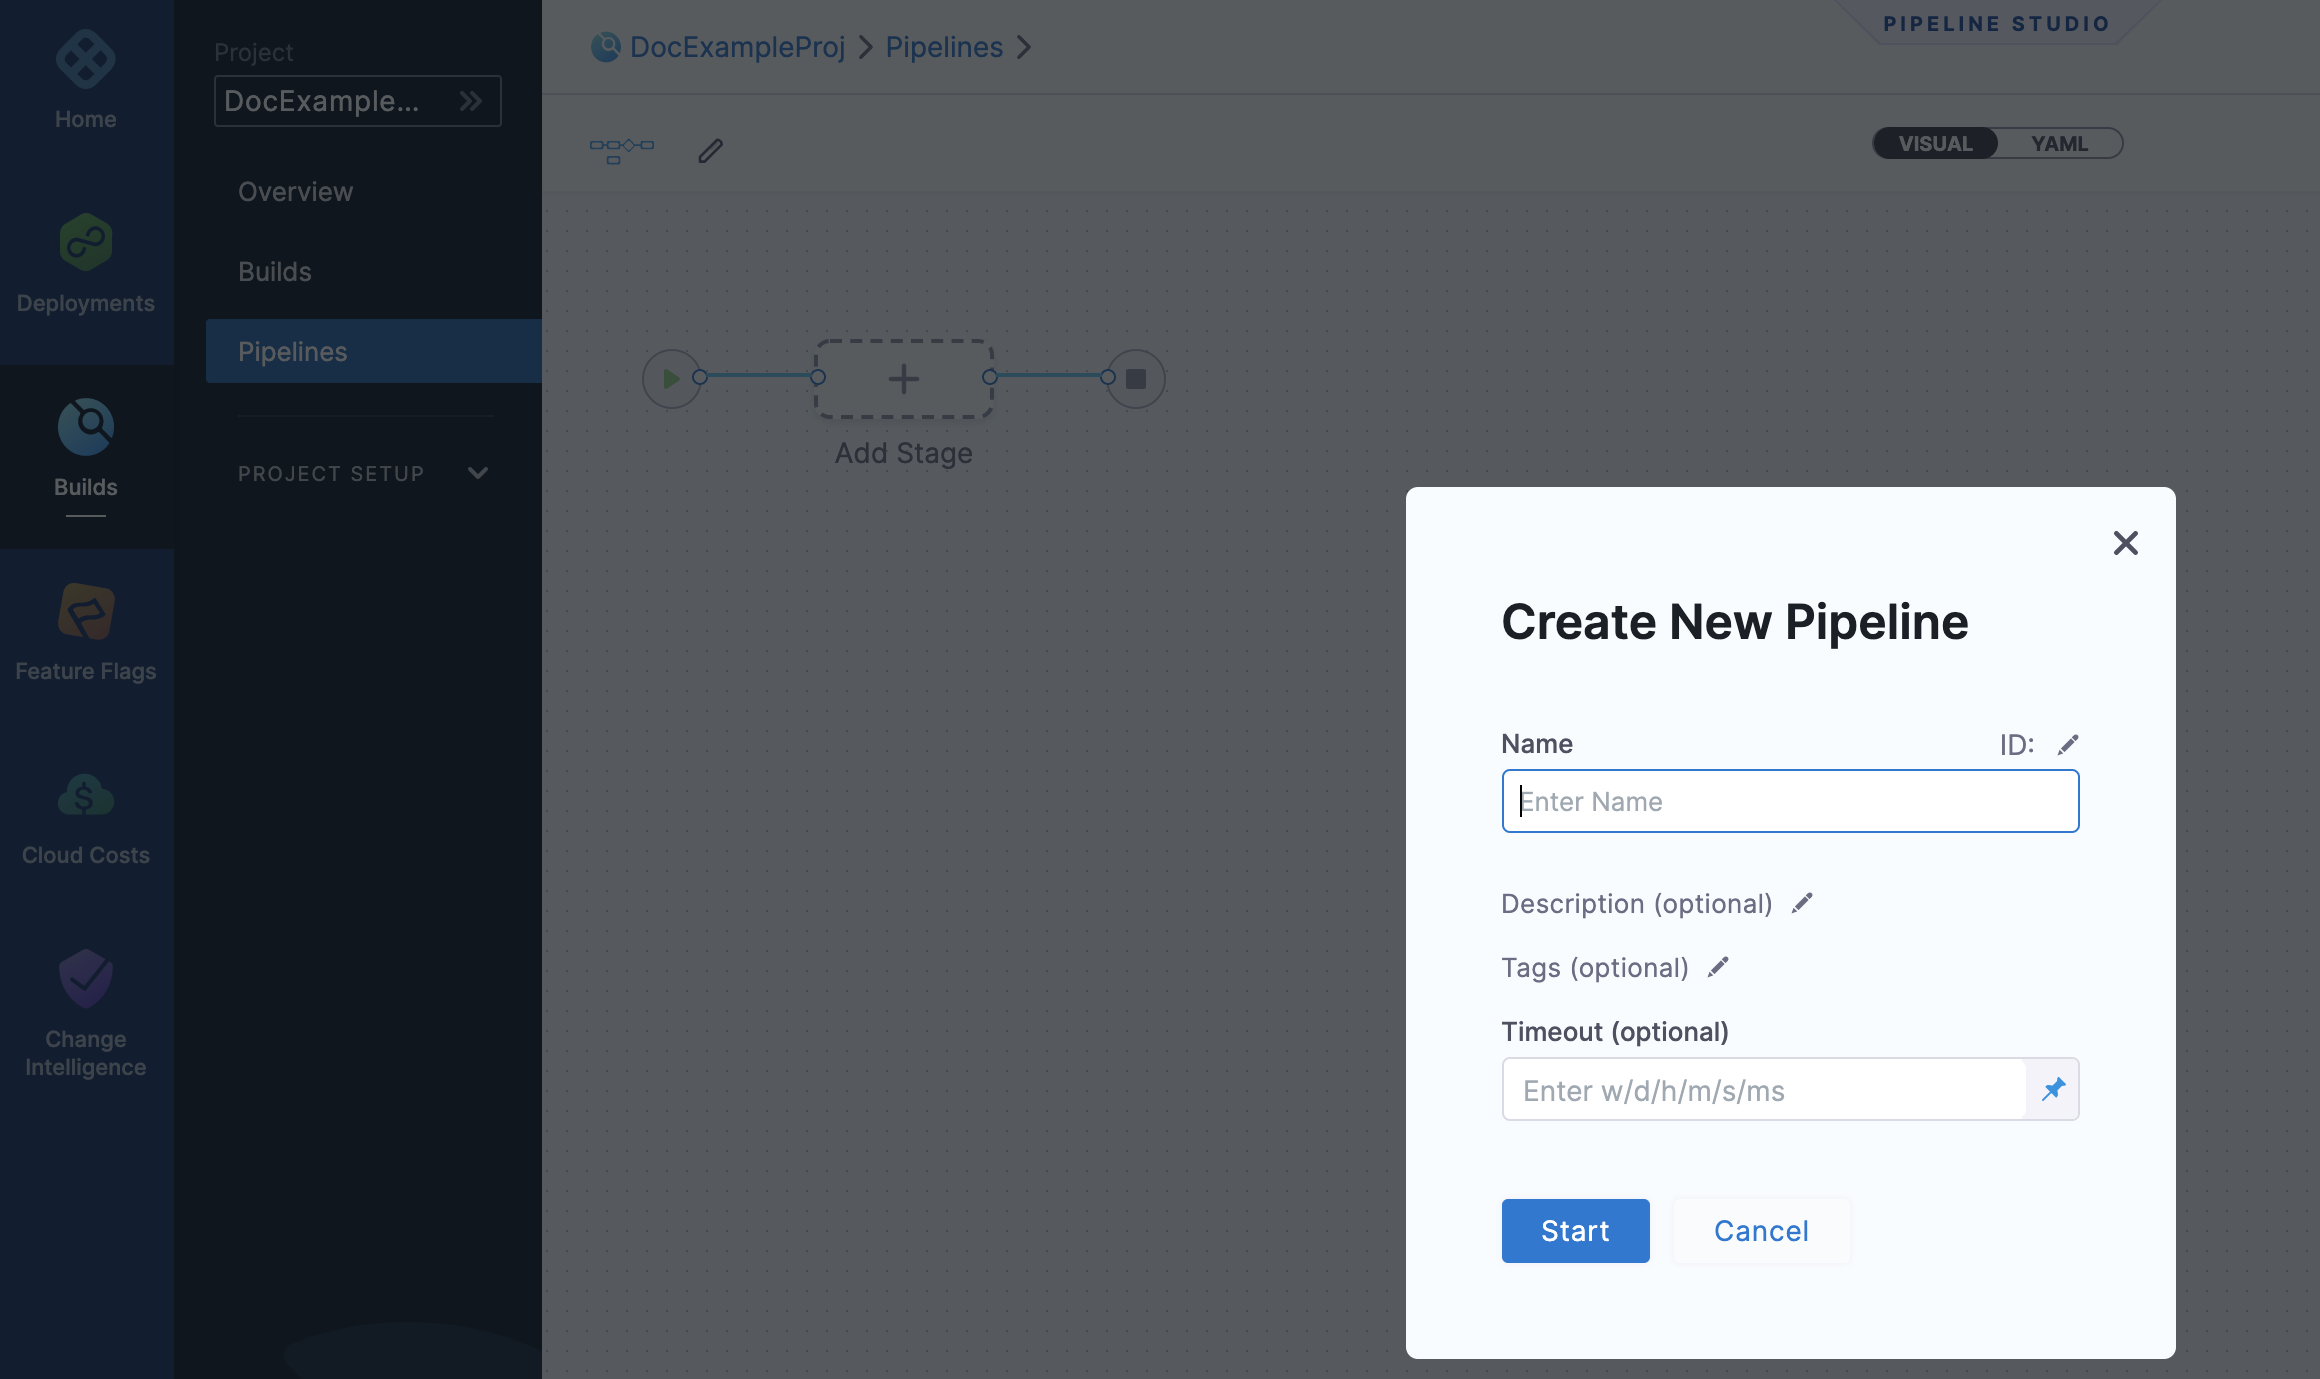 Home
Deployments
Builds
Feature Flags
Cloud Costs
Change
Intelligence
Project
DocExample...
Overview
Builds
Pipelines
PROJECT SETUP
DocExampleProj
Pipelines
PIPELINE STUDIO
VISUAL
YAML
Add Stage
Create New Pipeline
Name
ID:
Enter Name
Description (optional)
Tags (optional)
Timeout (optional)
Enter w/d/h/m/s/ms
Start
Cancel